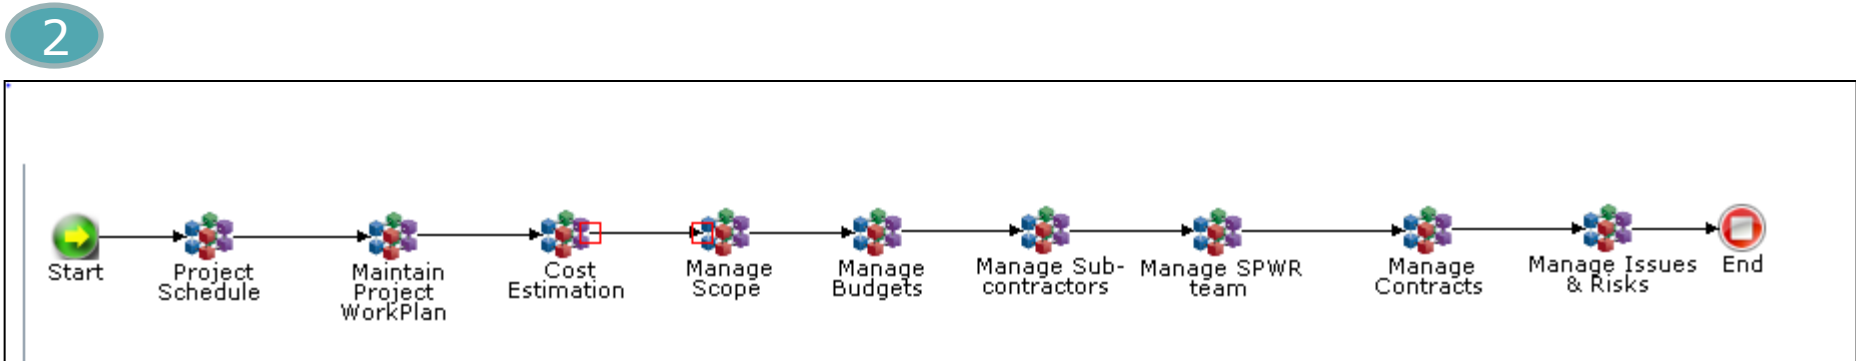 2
Start
Project
Schedule
Maintain
Project
WorkPlan
Cost
Estimation
Manage
Scope
Manage
Budgets
Manage Sub-
contractors
Manage SPWR
team
Manage
Contracts
Manage Issues
& Risks
End